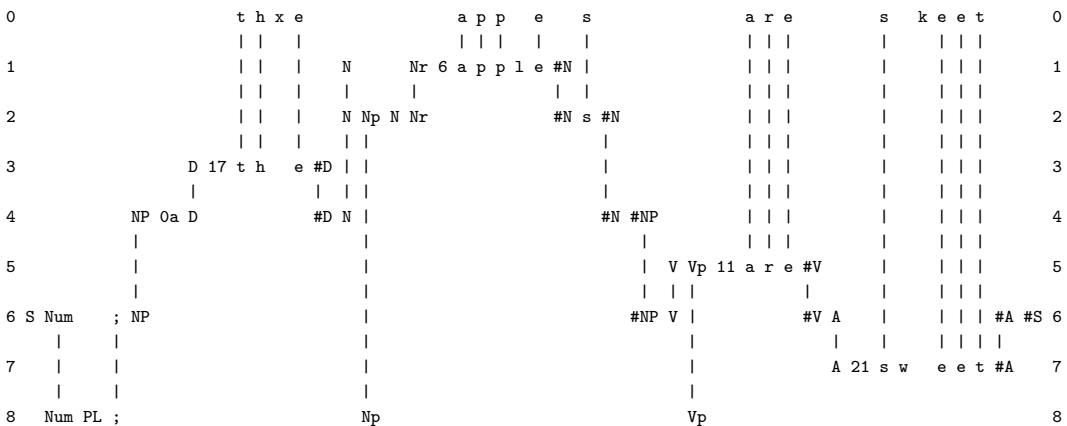 0 t h x e a p p e s a r e s k e e t 0
1 N Nr 6 a p p l e #N 1
2 N Np N Nr #N s #N 2
3 D 17 t h e #D 3
4 NP 0a D #D N #N #NP 4
5 V Vp 11 a r e #V 5
6 S Num ; NP #NP V #V A #A #S 6
7 A 21 s w e e t #A 7
8 Num PL ; Np Vp 8